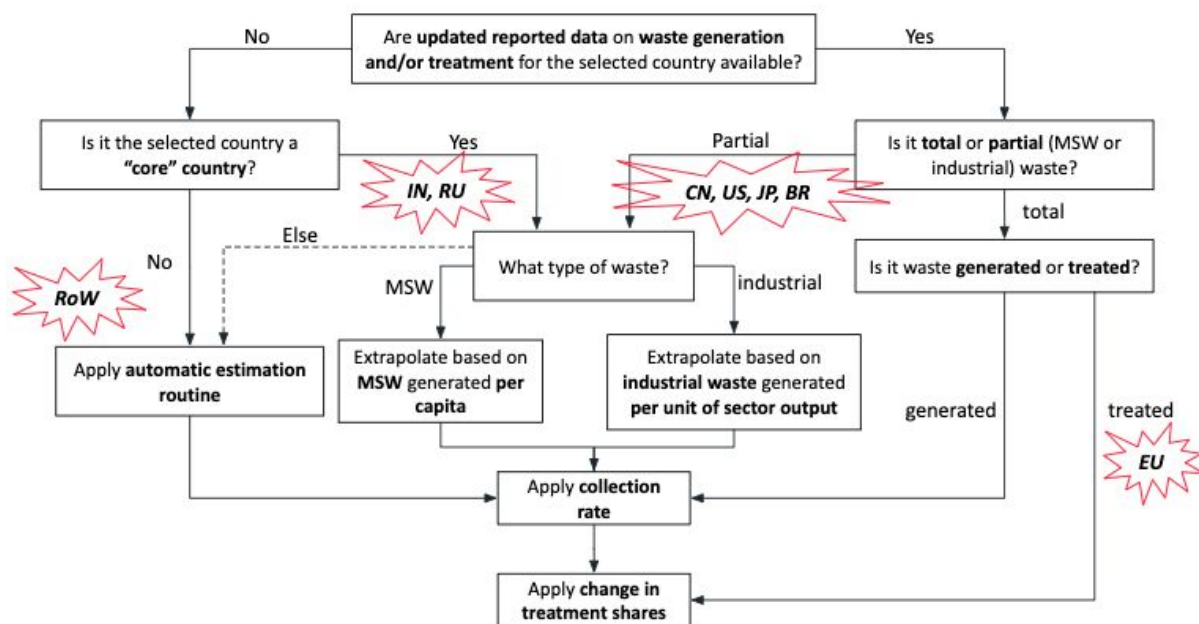 No
Are updated reported data on waste generation
and/or treatment for the selected country available?
Yes
Is it the selected country a
“core” country?
Yes
Partial
Is it total or partial (MSW or
industrial) waste?
IN, RU
CN, US, JP, BR
total
Else
No
What type of waste?
Is it waste generated or treated?
RoW
MSW
industrial
Apply automatic estimation
routine
Extrapolate based on
MSW generated per
capita
Extrapolate based on
industrial waste generated
per unit of sector output
generated
treated
EU
Apply collection
rate
Apply change in
treatment shares